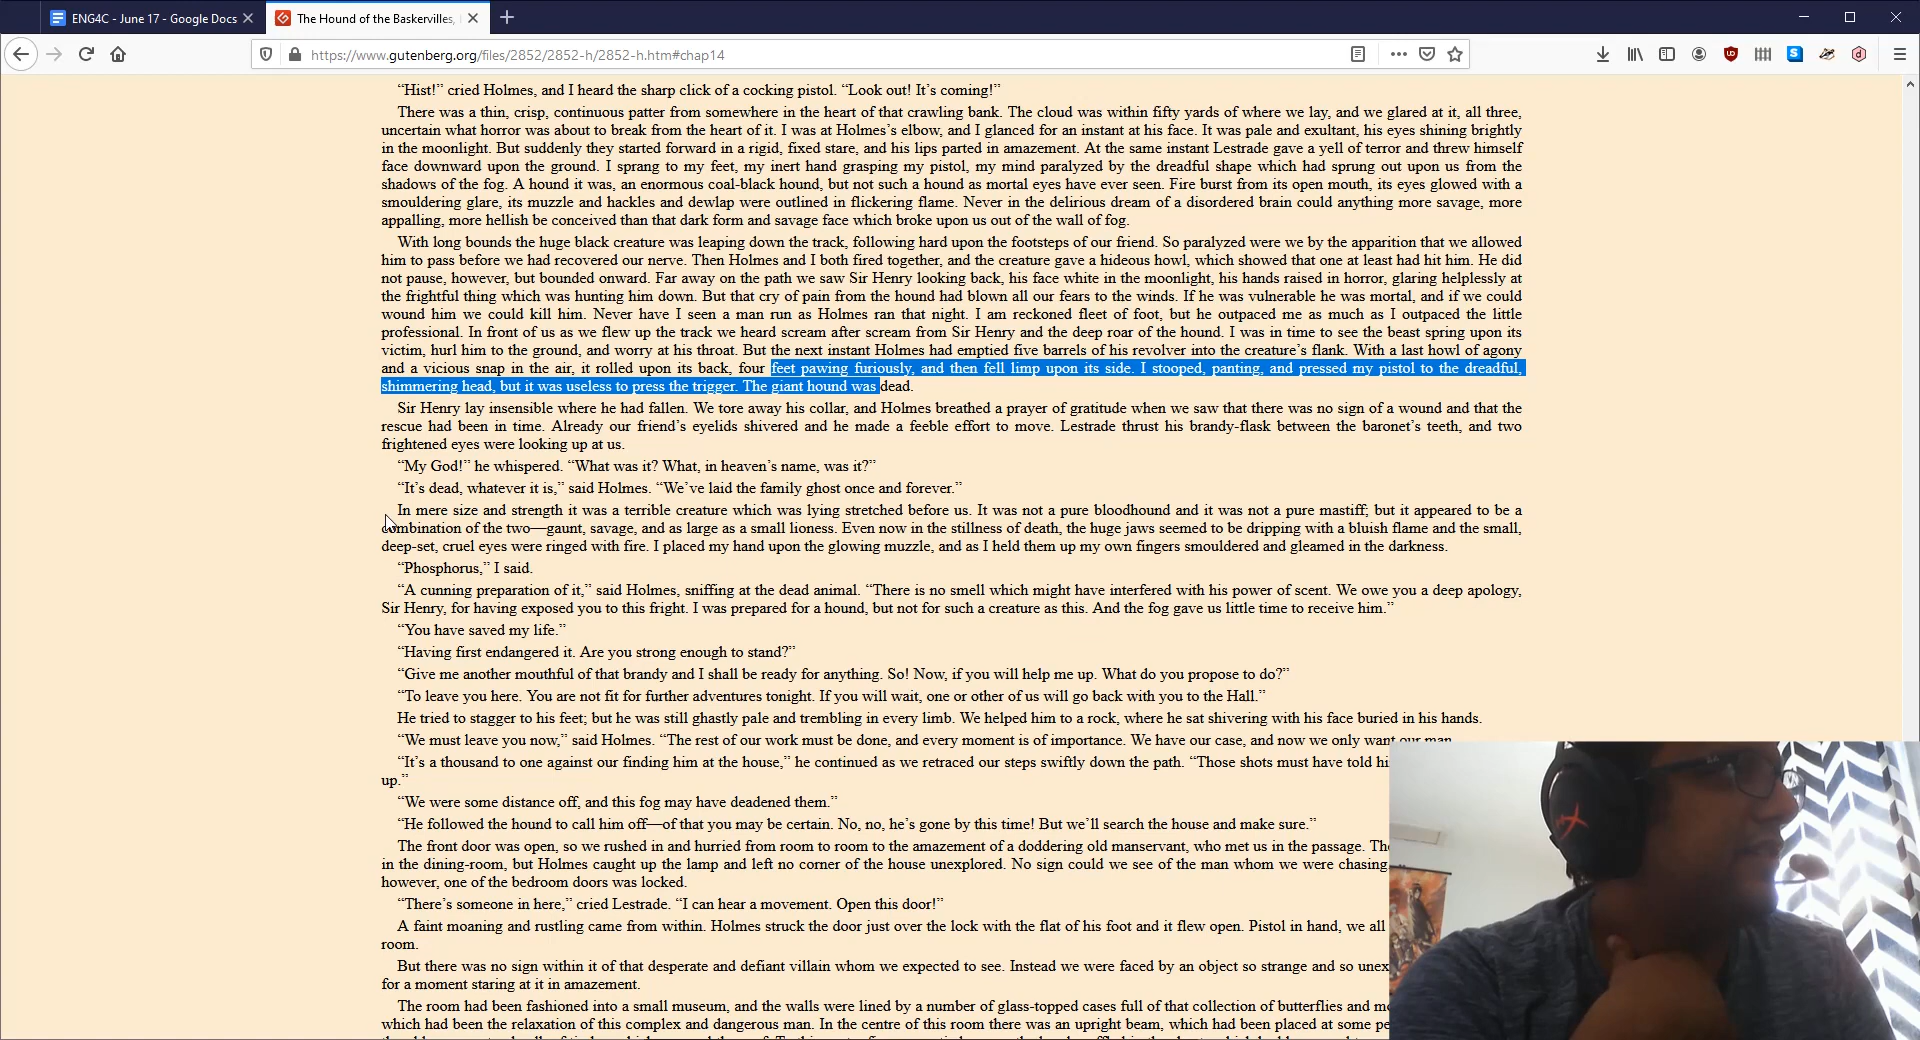 ENG4C - June 17 - Google Docs
The Hound of the Baskervilles,
https://www.gutenberg.org/files/2852/2852-h/2852-h.htm#chap14
“Hist!” cried Holmes, and I heard the sharp click of a cocking pistol. “Look out! It’s coming!”
There was a thin, crisp, continuous patter from somewhere in the heart of that crawling bank. The cloud was within fifty yards of where we lay, and we glared at it, all three,
uncertain what horror was about to break from the heart of it. I was at Holmes’s elbow, and I glanced for an instant at his face. It was pale and exultant, his eyes shining brightly
in the moonlight. But suddenly they started forward in a rigid, fixed stare, and his lips parted in amazement. At the same instant Lestrade gave a yell of terror and threw himself
face downward upon the ground. I sprang to my feet, my inert hand grasping my pistol, my mind paralyzed by the dreadful shape which had sprung out upon us from the
shadows of the fog. A hound it was, an enormous coal-black hound, but not such a hound as mortal eyes have ever seen. Fire burst from its open mouth, its eyes glowed with a
smouldering glare, its muzzle and hackles and dewlap were outlined in flickering flame. Never in the delirious dream of a disordered brain could anything more savage, more
appalling, more hellish be conceived than that dark form and savage face which broke upon us out of the wall of fog.
With long bounds the huge black creature was leaping down the track, following hard upon the footsteps of our friend. So paralyzed were we by the apparition that we allowed
him to pass before we had recovered our nerve. Then Holmes and I both fired together, and the creature gave a hideous howl, which showed that one at least had hit him. He did
not pause, however, but bounded onward. Far away on the path we saw Sir Henry looking back, his face white in the moonlight, his hands raised in horror, glaring helplessly at
the frightful thing which was hunting him down. But that cry of pain from the hound had blown all our fears to the winds. If he was vulnerable he was mortal, and if we could
wound him we could kill him. Never have I seen a man run as Holmes ran that night. I am reckoned fleet of foot, but he outpaced me as much as I outpaced the little
professional. In front of us as we flew up the track we heard scream after scream from Sir Henry and the deep roar of the hound. I was in time to see the beast spring upon its
victim, hurl him to the ground, and worry at his throat. But the next instant Holmes had emptied five barrels of his revolver into the creature’s flank. With a last howl of agony
and a vicious snap in the air, it rolled upon its back, four feet pawing furiously, and then fell limp upon its side. I stooped, panting, and pressed my pistol to the dreadful,
shimmering head, but it was useless to press the trigger. The giant hound was dead.
Sir Henry lay insensible where he had fallen. We tore away his collar, and Holmes breathed a prayer of gratitude when we saw that there was no sign of a wound and that the
rescue had been in time. Already our friend’s eyelids shivered and he made a feeble effort to move. Lestrade thrust his brandy-flask between the baronet’s teeth, and two
frightened eyes were looking up at us.
“My God!” he whispered. “What was it? What, in heaven’s name, was it?”
“It’s dead, whatever it is,” said Holmes. “We’ve laid the family ghost once and forever.”
In mere size and strength it was a terrible creature which was lying stretched before us. It was not a pure bloodhound and it was not a pure mastiff; but it appeared to be a
combination of the two—gaunt, savage, and as large as a small lioness. Even now in the stillness of death, the huge jaws seemed to be dripping with a bluish flame and the small,
deep-set, cruel eyes were ringed with fire. I placed my hand upon the glowing muzzle, and as I held them up my own fingers smouldered and gleamed in the darkness.
“Phosphorus,” I said.
“A cunning preparation of it,” said Holmes, sniffing at the dead animal. “There is no smell which might have interfered with his power of scent. We owe you a deep apology,
Sir Henry, for having exposed you to this fright. I was prepared for a hound, but not for such a creature as this. And the fog gave us little time to receive him.”
“You have saved my life.”
“Having first endangered it. Are you strong enough to stand?”
“Give me another mouthful of that brandy and I shall be ready for anything. So! Now, if you will help me up. What do you propose to do?”
“To leave you here. You are not fit for further adventures tonight. If you will wait, one or other of us will go back with you to the Hall.”
He tried to stagger to his feet; but he was still ghastly pale and trembling in every limb. We helped him to a rock, where he sat shivering with his face buried in his hands.
“We must leave you now,” said Holmes. “The rest of our work must be done, and every moment is of importance. We have our case, and now we only want our man.
“It’s a thousand to one against our finding him at the house,” he continued as we retraced our steps swiftly down the path. “Those shots must have told
up.”
“We were some distance off, and this fog may have deadened them.”
“He followed the hound to call him off—of that you may be certain. No, no, he’s gone by this time! But we’ll search the house and make sure.”
The front door was open, so we rushed in and hurried from room to room to the amazement of a doddering old manservant, who met us in the passage.
in the dining-room, but Holmes caught up the lamp and left no corner of the house unexplored. No sign could we see of the man whom we were chasing.
however, one of the bedroom doors was locked.
“There’s someone in here,” cried Lestrade. “I can hear a movement. Open this door!”
A faint moaning and rustling came from within. Holmes struck the door just over the lock with the flat of his foot and it flew open. Pistol in hand, we all
room.
But there was no sign within it of that desperate and defiant villain whom we expected to see. Instead we were faced by an object so strange and so
for a moment staring at it in amazement.
The room had been fashioned into a small museum, and the walls were lined by a number of glass-topped cases full of that collection of butterflies and
which had been the relaxation of this complex and dangerous man. In the centre of this room there was an upright beam, which had been placed at some